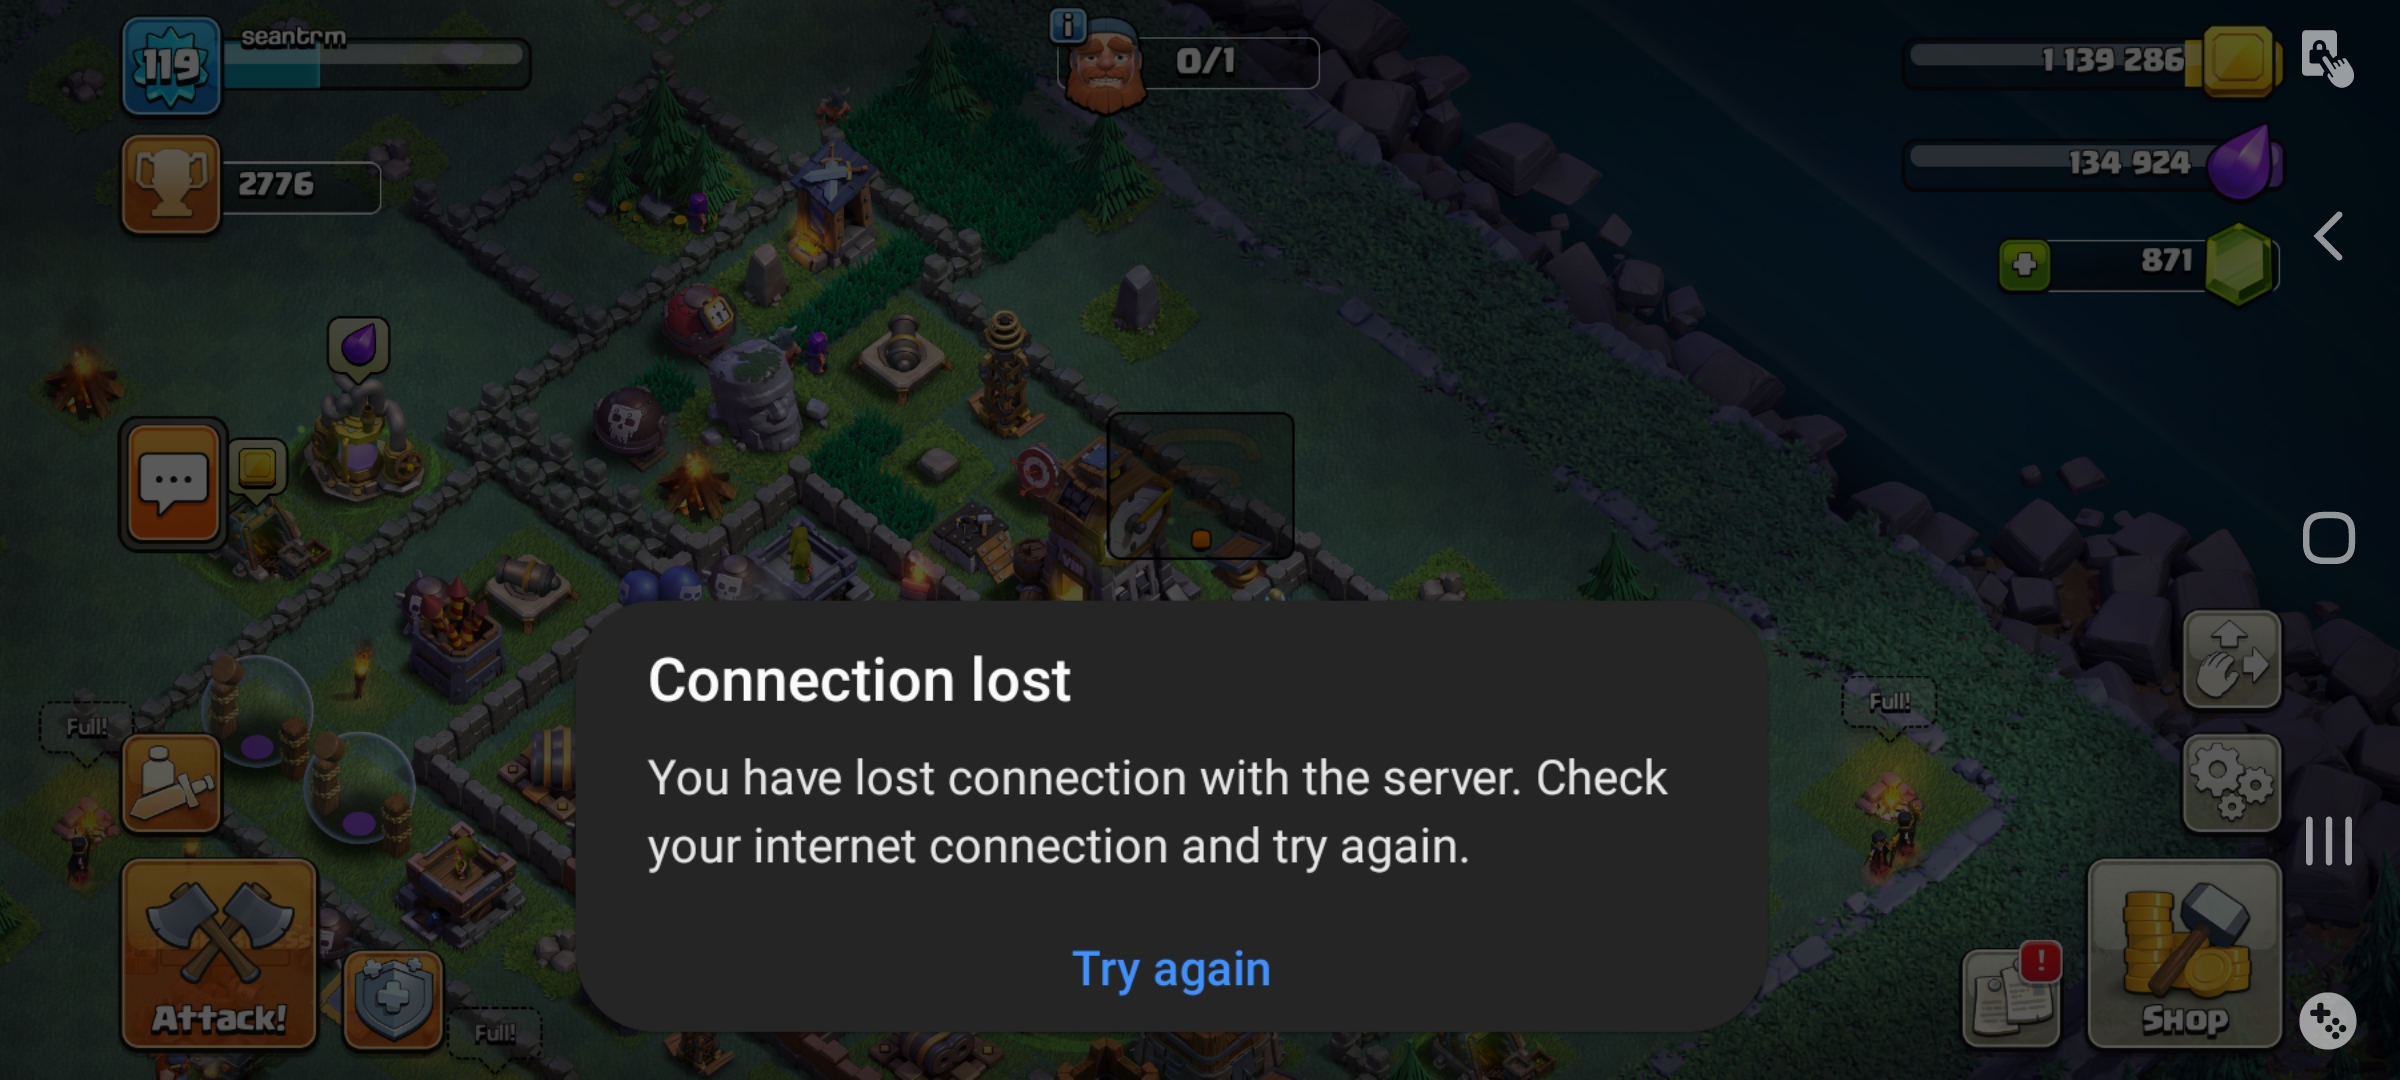 119
seantrm
0/1
1 139 286
2776
134 924
871
Connection lost
You have lost connection with the server. Check
your internet connection and try again.
Try again
Full!
Full!
Full!
Attack!
!
Shop